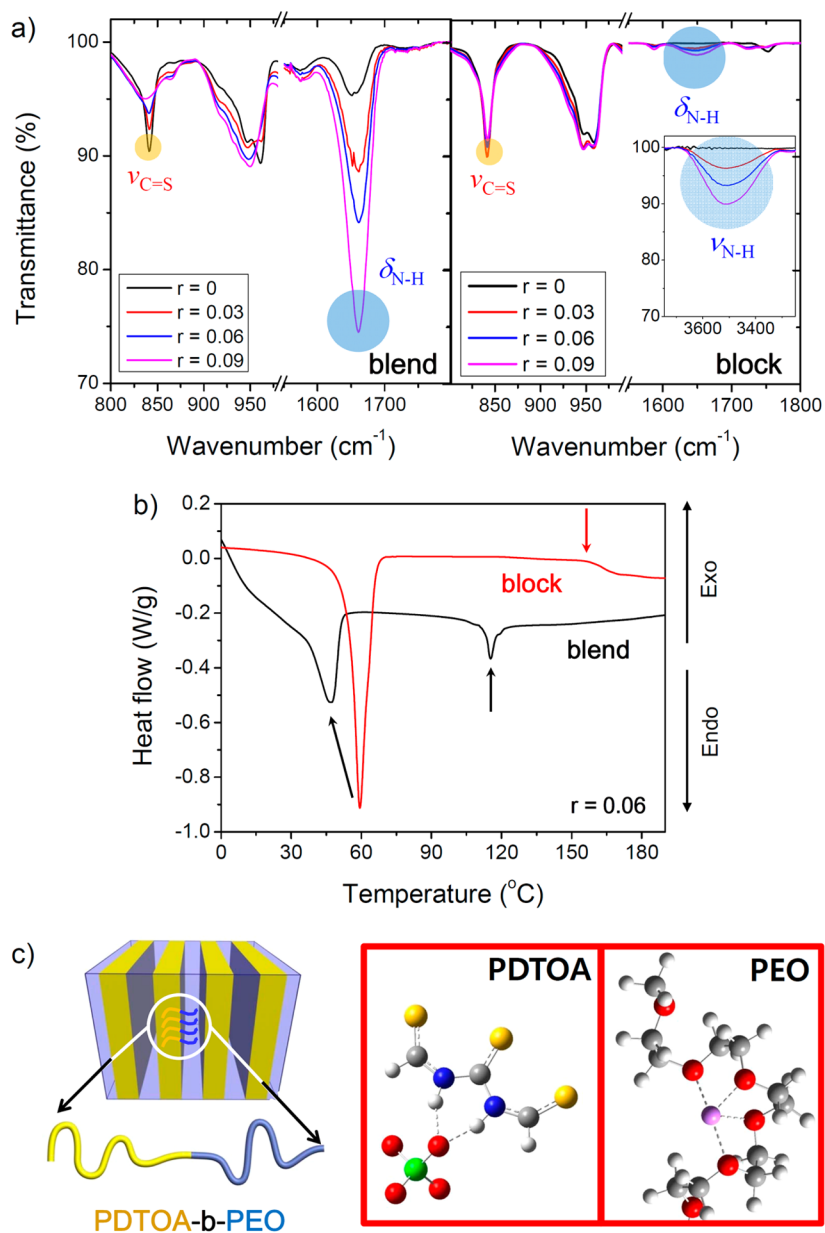 a)
100
90
80
70
Transmittance (%)
νC=S
δN-H
r = 0
r = 0.03
r = 0.06
r = 0.09
blend
800
850
900
950
1600
1700
Wavenumber (cm-1)
νC=S
δN-H
100
90
80
70
3600
3400
νN-H
r = 0
r = 0.03
r = 0.06
r = 0.09
block
850
900
950
1600
1700
1800
Wavenumber (cm-1)
b)
0.2
0.0
-0.2
-0.4
-0.6
-0.8
-1.0
Heat flow (W/g)
block
blend
r = 0.06
Exo
Endo
0
30
60
90
120
150
180
Temperature (oC)
c)
PDTOA-b-PEO
PDTOA
PEO